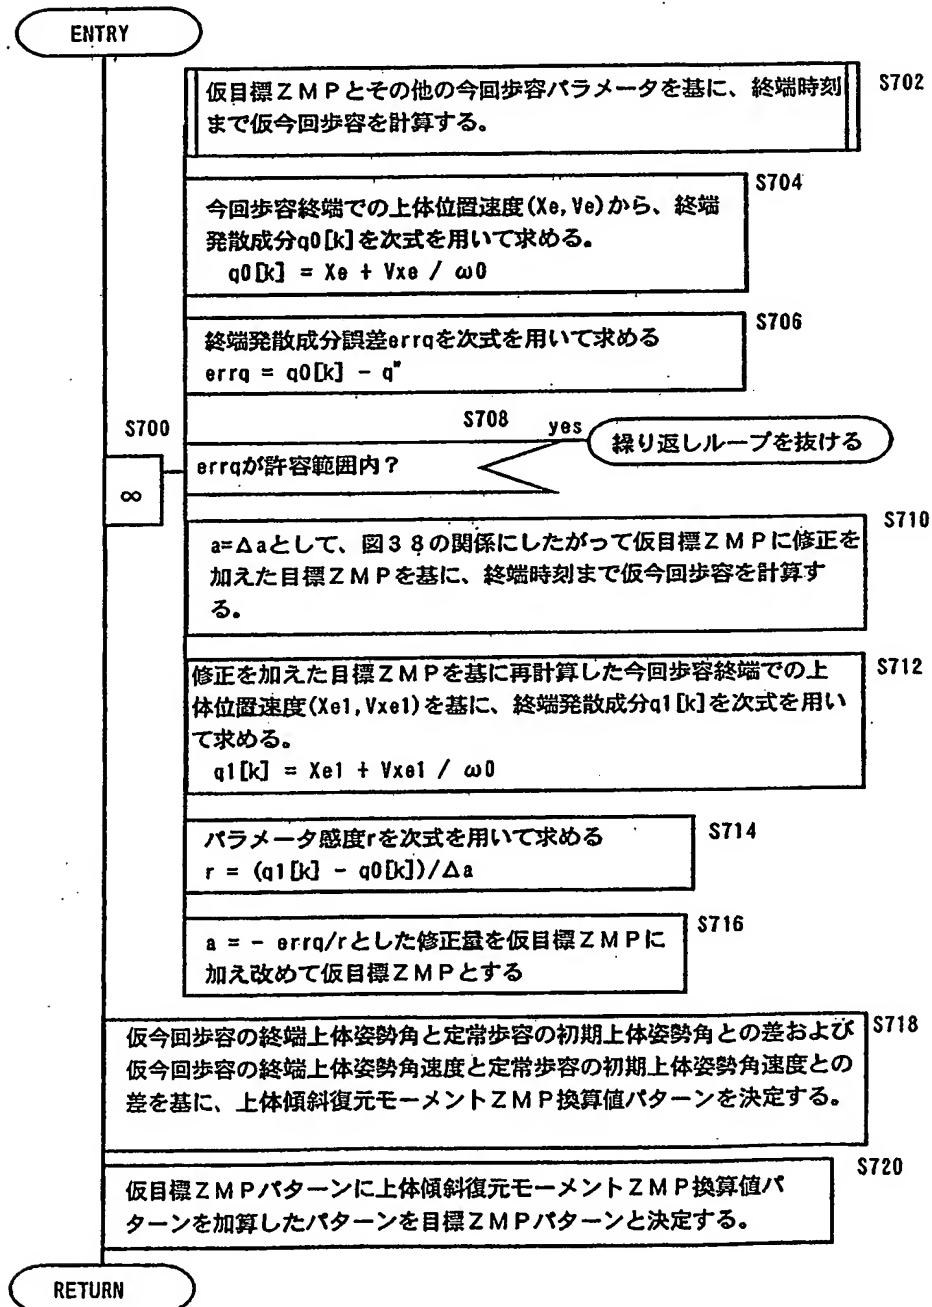 ENTRY
仮目標ZMPとその他の今回歩容パラメータを基に、終端時刻
まで仮今回歩容を計算する。
S702
S704
今回歩容終端での上体位置速度(Xe,Ve)から、終端
発散成分q0[k]を次式を用いて求める。
q0[k] = Xe + Vxe / ω0
S706
終端発散成分誤差errqを次式を用いて求める
errq = q0[k] - q"
S700
∞
S708
yes
繰り返しループを抜ける
errqが許容範囲内?
S710
a=Δaとして、図38の関係にしたがって仮目標ZMPに修正を
加えた目標ZMPを基に、終端時刻まで仮今回歩容を計算す
る。
S712
修正を加えた目標ZMPを基に再計算した今回歩容終端での上
体位置速度(Xe1,Vxe1)を基に、終端発散成分q1[k]を次式を用い
て求める。
q1[k] = Xe1 + Vxe1 / ω0
S714
パラメータ感度rを次式を用いて求める
r = (q1[k] - q0[k])/Δa
S716
a = - errq/rとした修正量を仮目標ZMPに
加え改めて仮目標ZMPとする
S718
仮今回歩容の終端上体姿勢角と定常歩容の初期上体姿勢角との差および
仮今回歩容の終端上体姿勢角速度と定常歩容の初期上体姿勢角速度との
差を基に、上体傾斜復元モーメントZMP換算値パターンを決定する。
S720
仮目標ZMPパターンに上体傾斜復元モーメントZMP換算値パ
ターンを加算したパターンを目標ZMPパターンと決定する。
RETURN